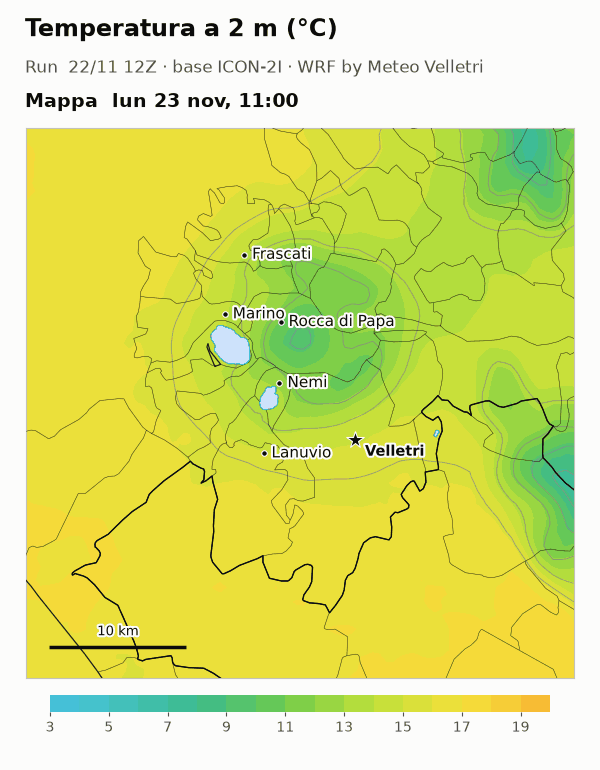 Temperatura a 2 m (°C)
Run 22/11 12Z · base ICON-2I · WRF by Meteo Velletri
Mappa lun 23 nov, 11:00
Frascati
Marino
Rocca di Papa
Nemi
Velletri
Lanuvio
10 km
3 5 7 9 11 13 15 17 19